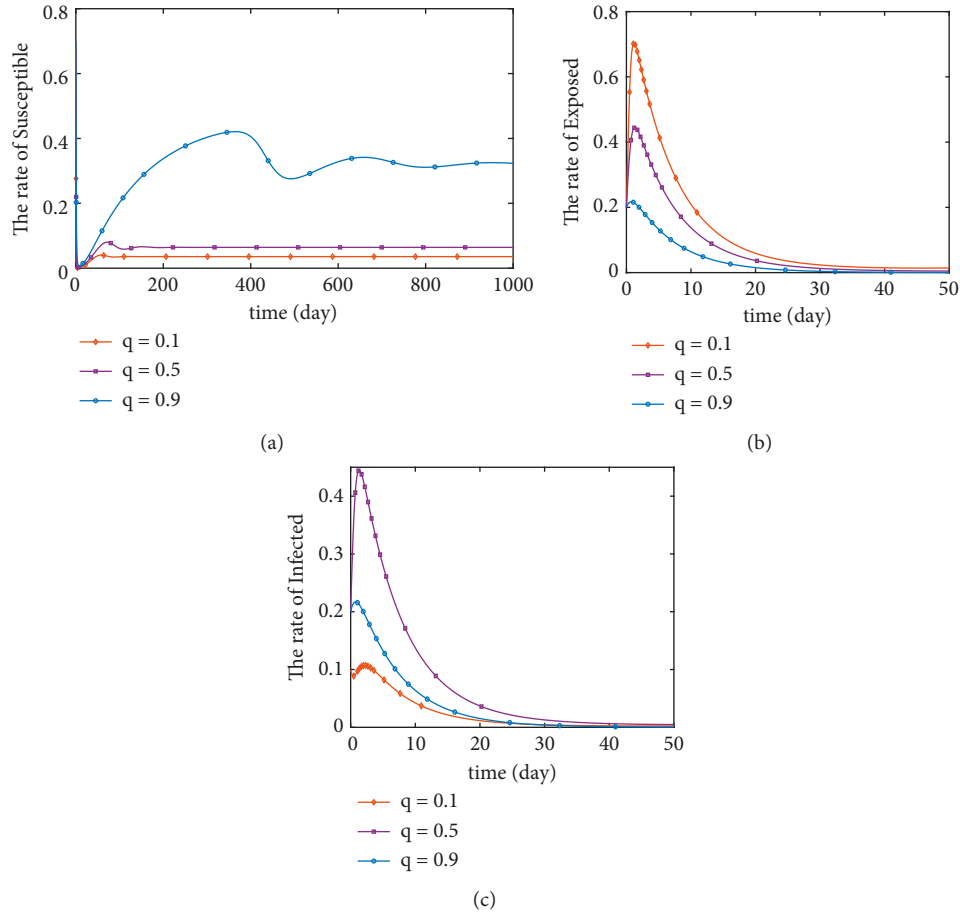 0.8
0.6
0.4
0.2
0
The rate of Susceptible
0 200 400 600 800 1000
time (day)
q = 0.1
q = 0.5
q = 0.9
(a)
0.8
0.6
0.4
0.2
0
The rate of Exposed
0 10 20 30 40 50
time (day)
q = 0.1
q = 0.5
q = 0.9
(b)
0.4
0.3
0.2
0.1
0
The rate of Infected
0 10 20 30 40 50
time (day)
q = 0.1
q = 0.5
q = 0.9
(c)